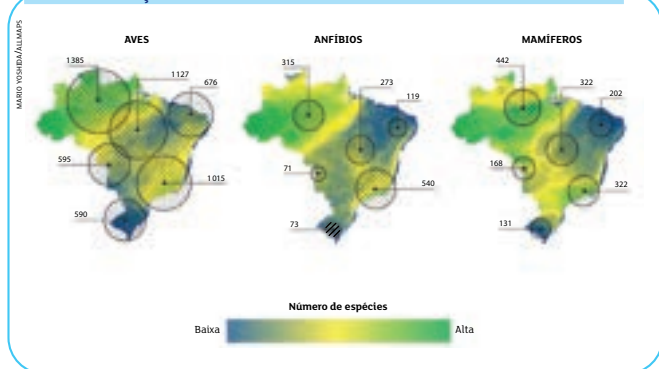 MARIO YOSHIDA/ALLMAPS
AVES
1385
1127
676
595
1015
590
ANFÍBIOS
315
273
119
71
540
73
MAMÍFEROS
442
322
202
168
322
131
Número de espécies
Baixa
Alta